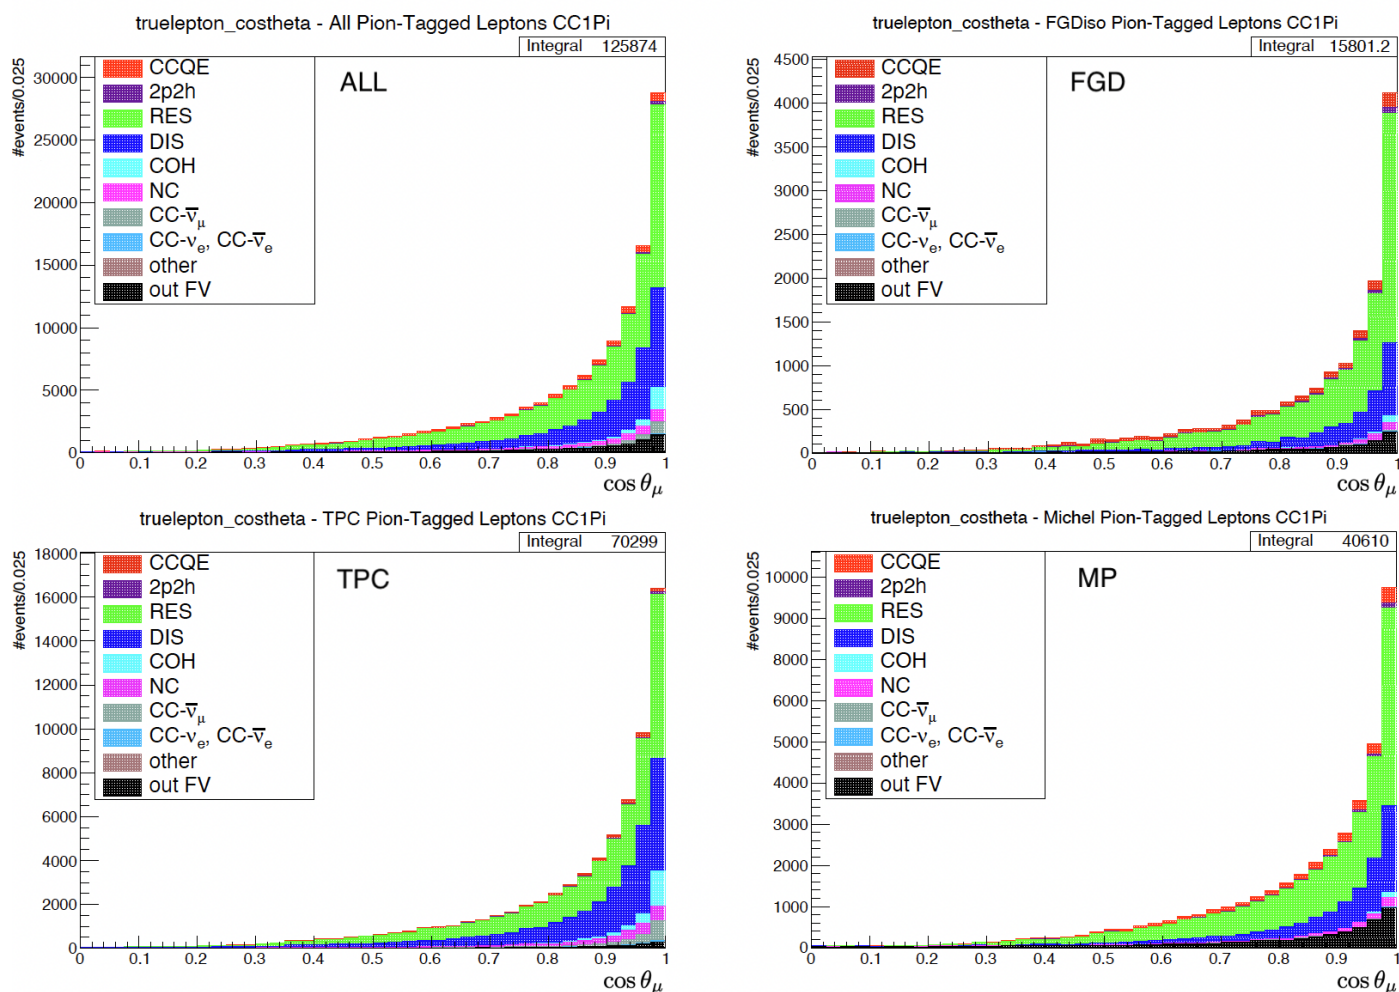 truelepton_costheta - All Pion-Tagged Leptons CC1Pi
Integral 125874
#events/0.025
30000
25000
20000
15000
10000
5000
0
CCQE
2p2h
RES
DIS
COH
NC
CC-ν̅μ
CC-νe, CC-ν̅e
other
out FV
ALL
0 0.1 0.2 0.3 0.4 0.5 0.6 0.7 0.8 0.9 1
cos θμ
truelepton_costheta - FGDiso Pion-Tagged Leptons CC1Pi
Integral 15801.2
#events/0.025
4500
4000
3500
3000
2500
2000
1500
1000
500
0
CCQE
2p2h
RES
DIS
COH
NC
CC-ν̅μ
CC-νe, CC-ν̅e
other
out FV
FGD
0 0.1 0.2 0.3 0.4 0.5 0.6 0.7 0.8 0.9 1
cos θμ
truelepton_costheta - TPC Pion-Tagged Leptons CC1Pi
Integral 70299
#events/0.025
18000
16000
14000
12000
10000
8000
6000
4000
2000
0
CCQE
2p2h
RES
DIS
COH
NC
CC-ν̅μ
CC-νe, CC-ν̅e
other
out FV
TPC
0 0.1 0.2 0.3 0.4 0.5 0.6 0.7 0.8 0.9 1
cos θμ
truelepton_costheta - Michel Pion-Tagged Leptons CC1Pi
Integral 40610
#events/0.025
10000
9000
8000
7000
6000
5000
4000
3000
2000
1000
0
CCQE
2p2h
RES
DIS
COH
NC
CC-ν̅μ
CC-νe, CC-ν̅e
other
out FV
MP
0 0.1 0.2 0.3 0.4 0.5 0.6 0.7 0.8 0.9 1
cos θμ